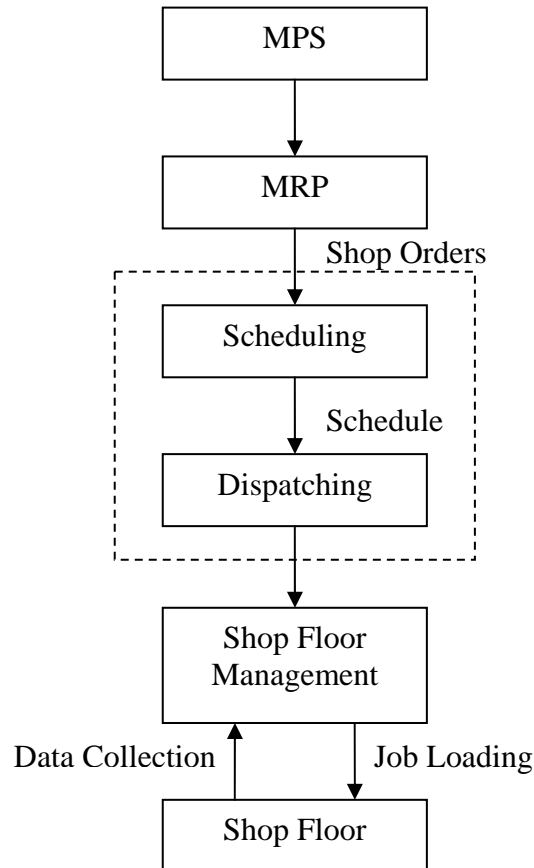 MPS
MRP
Shop Orders
Scheduling
Schedule
Dispatching
Shop Floor
Management
Data Collection
Job Loading
Shop Floor